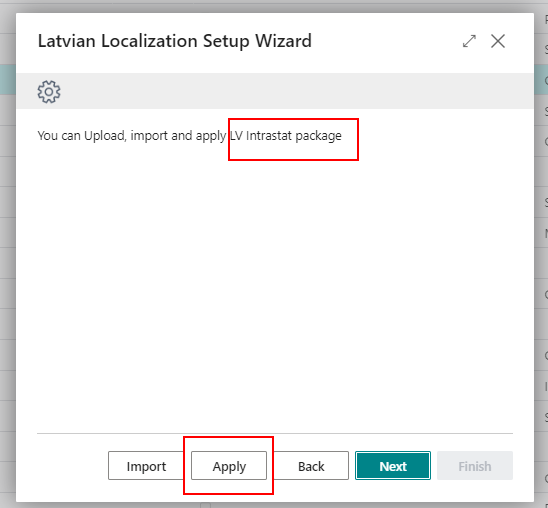 Latvian Localization Setup Wizard
You can Upload, import and apply LV Intrastat package
Import
Apply
Back
Next
Finish